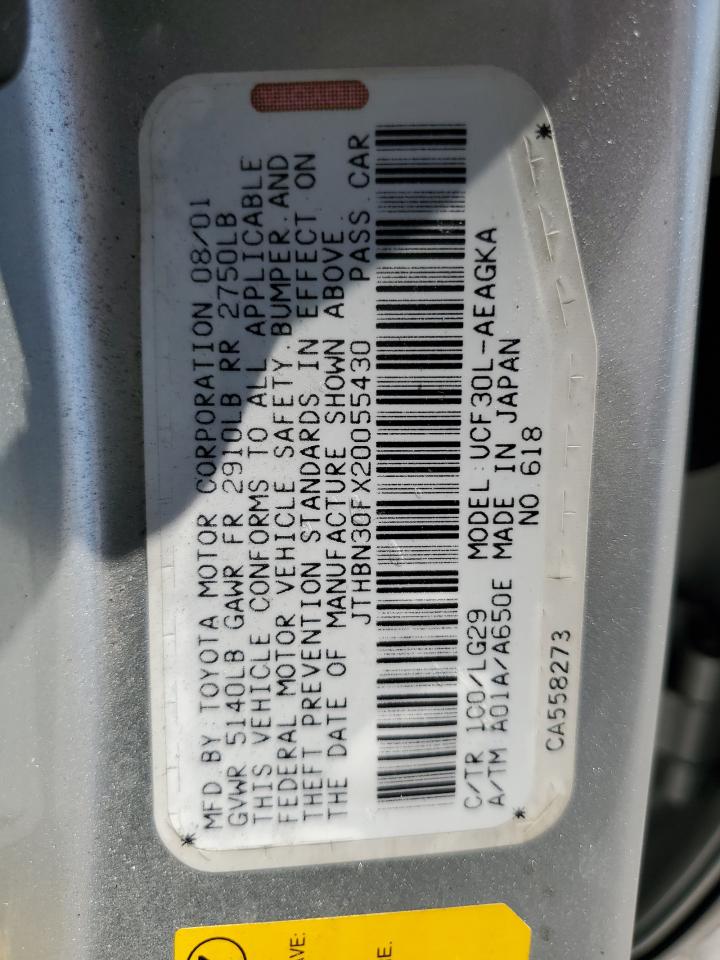 MFD BY TOYOTA MOTOR CORPORATION 08/01
GVWR 5140LB GAWR FR 2910LB RR 2750LB
THIS VEHICLE CONFORMS TO ALL APPLICABLE
FEDERAL MOTOR VEHICLE SAFETY, BUMPER, AND
THEFT PREVENTION STANDARDS IN EFFECT ON
THE DATE OF MANUFACTURE SHOWN ABOVE.
JTHBN30FX20055430 PASS. CAR
C/TR 1C0/LG29 MODEL:UCF30L-AEAGKA
A/TM A01A/A650E MADE IN JAPAN
NO 618
CA558273
AVE:
E.